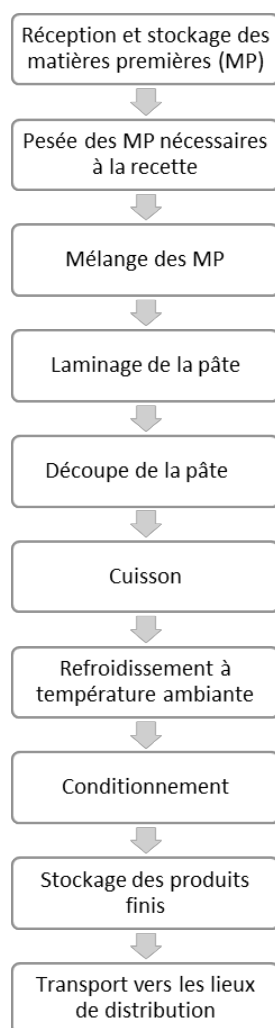 Réception et stockage des
matières premières (MP)
Pesée des MP nécessaires
à la recette
Mélange des MP
Laminage de la pâte
Découpe de la pâte
Cuisson
Refroidissement à
température ambiante
Conditionnement
Stockage des produits
finis
Transport vers les lieux
de distribution